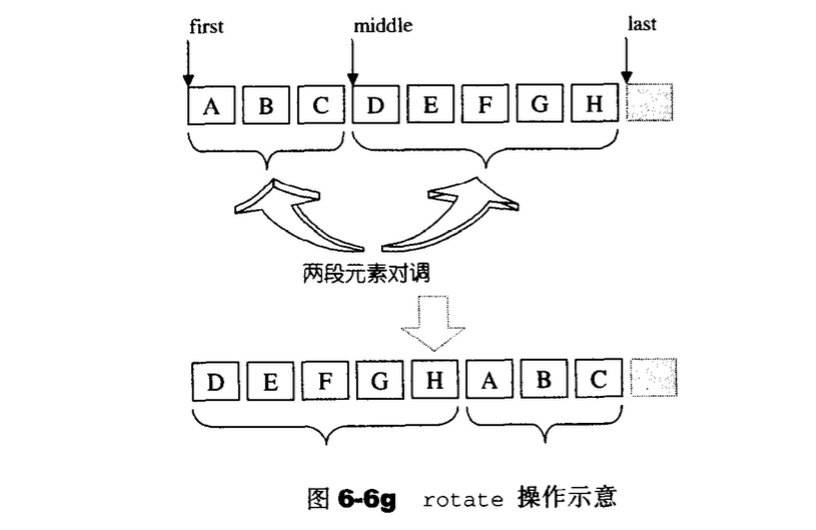 first middle last
A B C D E F G H
两段元素对调
D E F G H A B C
图 6-6g rotate 操作示意